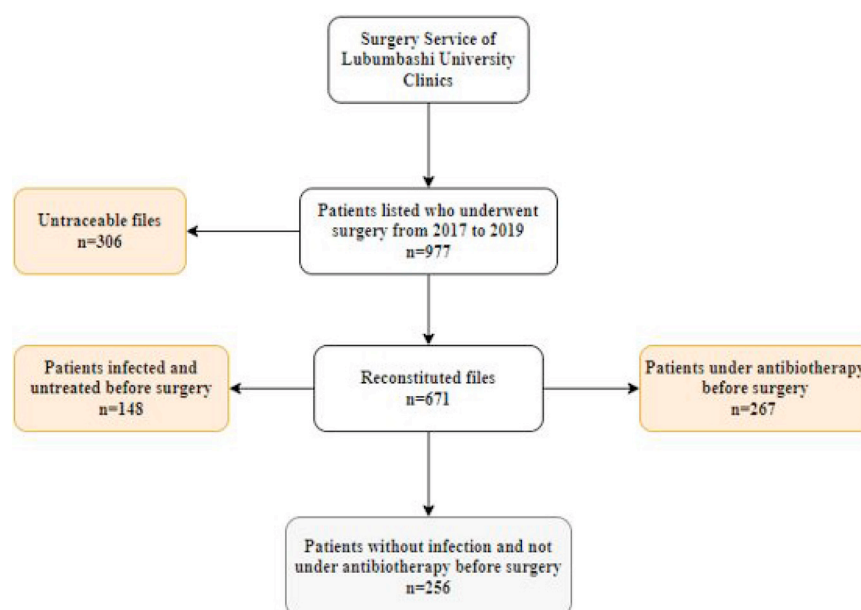 Surgery Service of
Lubumbashi University
Clinics
Untraceable files
n=306
Patients listed who underwent
surgery from 2017 to 2019
n=977
Patients infected and
untreated before surgery
n=148
Reconstituted files
n=671
Patients under antibiotherapy
before surgery
n=267
Patients without infection and not
under antibiotherapy before surgery
n=256